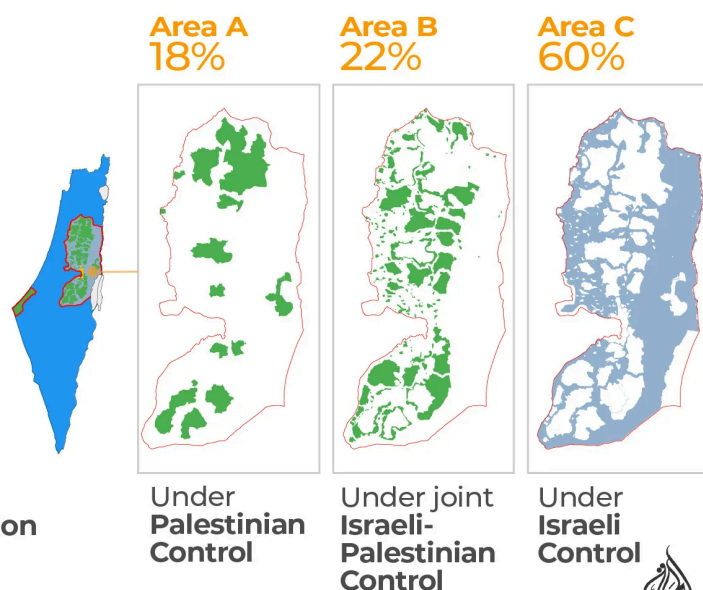 Area A
18%
Area B
22%
Area C
60%
on
Under
Palestinian
Control
Under joint
Israeli-
Palestinian
Control
Under
Israeli
Control